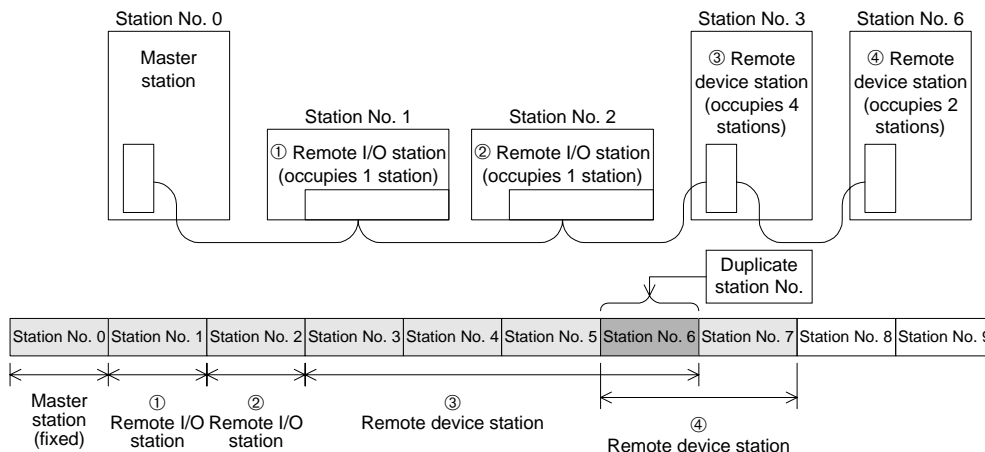 Station No. 0
Station No. 3
Station No. 6
Master
station
③ Remote
device station
(occupies 4
stations)
④ Remote
device station
(occupies 2
stations)
Station No. 1
Station No. 2
① Remote I/O station
(occupies 1 station)
② Remote I/O station
(occupies 1 station)
Duplicate
station No.
Station No. 0 Station No. 1 Station No. 2 Station No. 3 Station No. 4 Station No. 5 Station No. 6 Station No. 7 Station No. 8 Station No. 9
Master
station
(fixed)
①
Remote I/O
station
②
Remote I/O
station
③
Remote device station
④
Remote device station